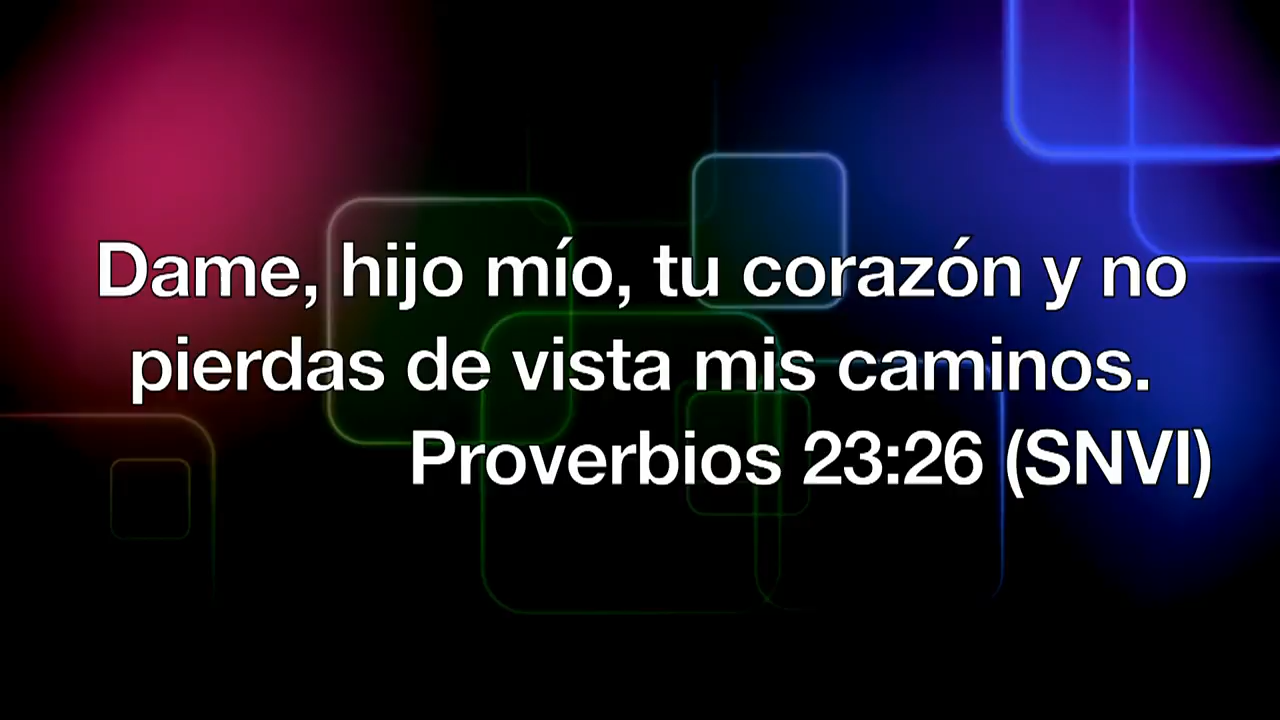 Dame, hijo mío, tu corazón y no
pierdas de vista mis caminos.
Proverbios 23:26 (SNVI)